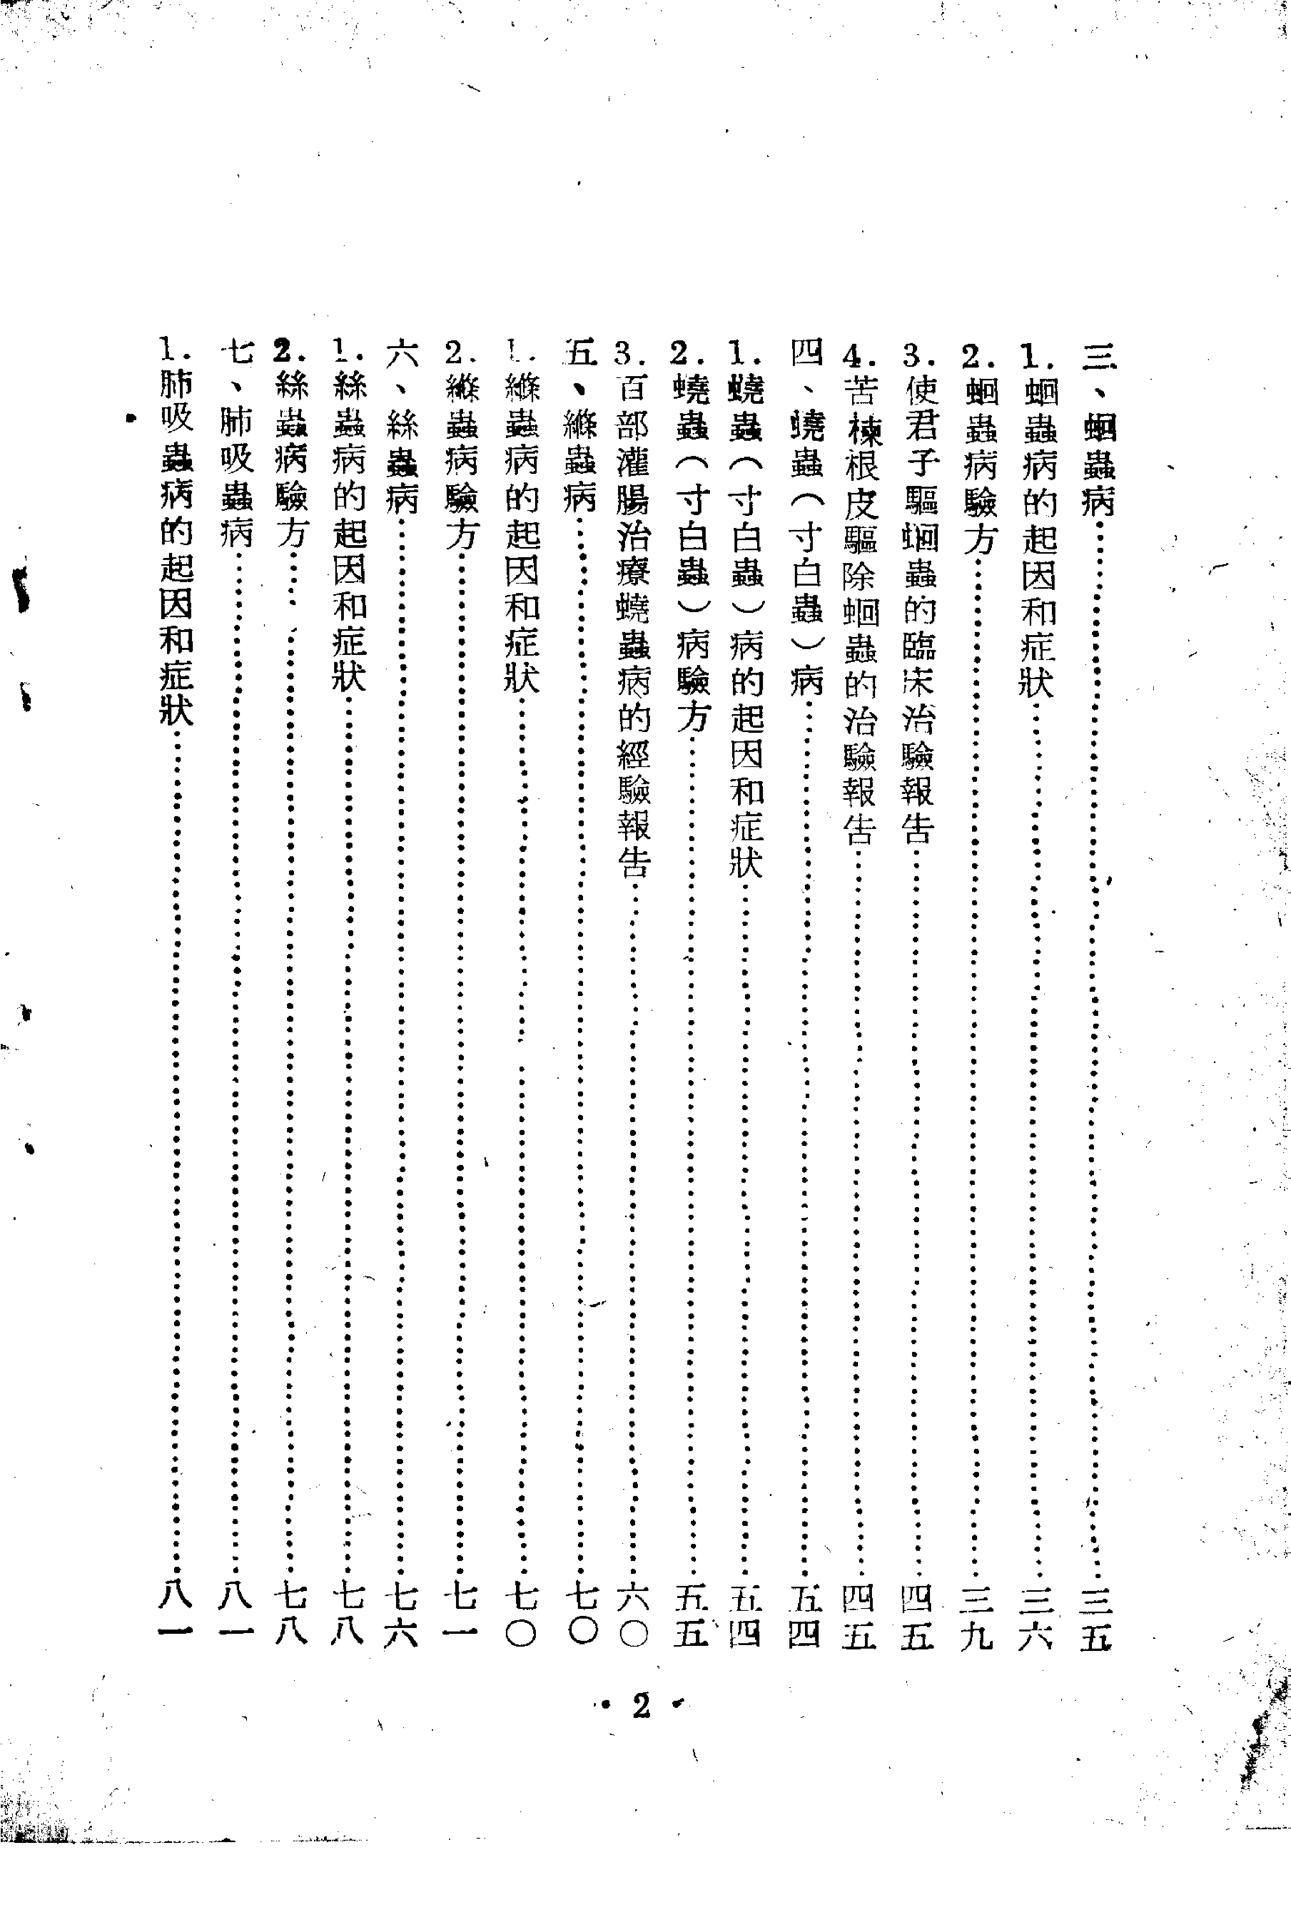 三、蛔蟲病……三五
1.蛔蟲病的起因和症狀……三六
2.蛔蟲病驗方……三九
3.使君子驅蛔蟲的臨床治驗報告……四五
4.苦楝根皮驅除蛔蟲的治驗報告……四五
四、蟯蟲（寸白蟲）病……五四
1.蟯蟲（寸白蟲）病的起因和症狀……五四
2.蟯蟲（寸白蟲）病驗方……五五
3.百部灌腸治療蟯蟲病的經驗報告……六〇
五、縧蟲病……七〇
1.縧蟲病的起因和症狀……七〇
2.縧蟲病驗方……七一
六、絲蟲病……七六
1.絲蟲病的起因和症狀……七八
2.絲蟲病驗方……七八
七、肺吸蟲病……八一
1.肺吸蟲病的起因和症狀……八一
· 2 ·